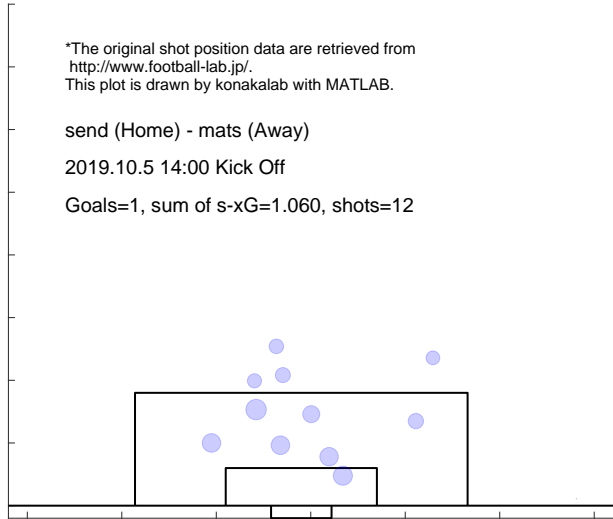 *The original shot position data are retrieved from
http://www.football-lab.jp/.
This plot is drawn by konakalab with MATLAB.
send (Home) - mats (Away)
2019.10.5 14:00 Kick Off
Goals=1, sum of s-xG=1.060, shots=12